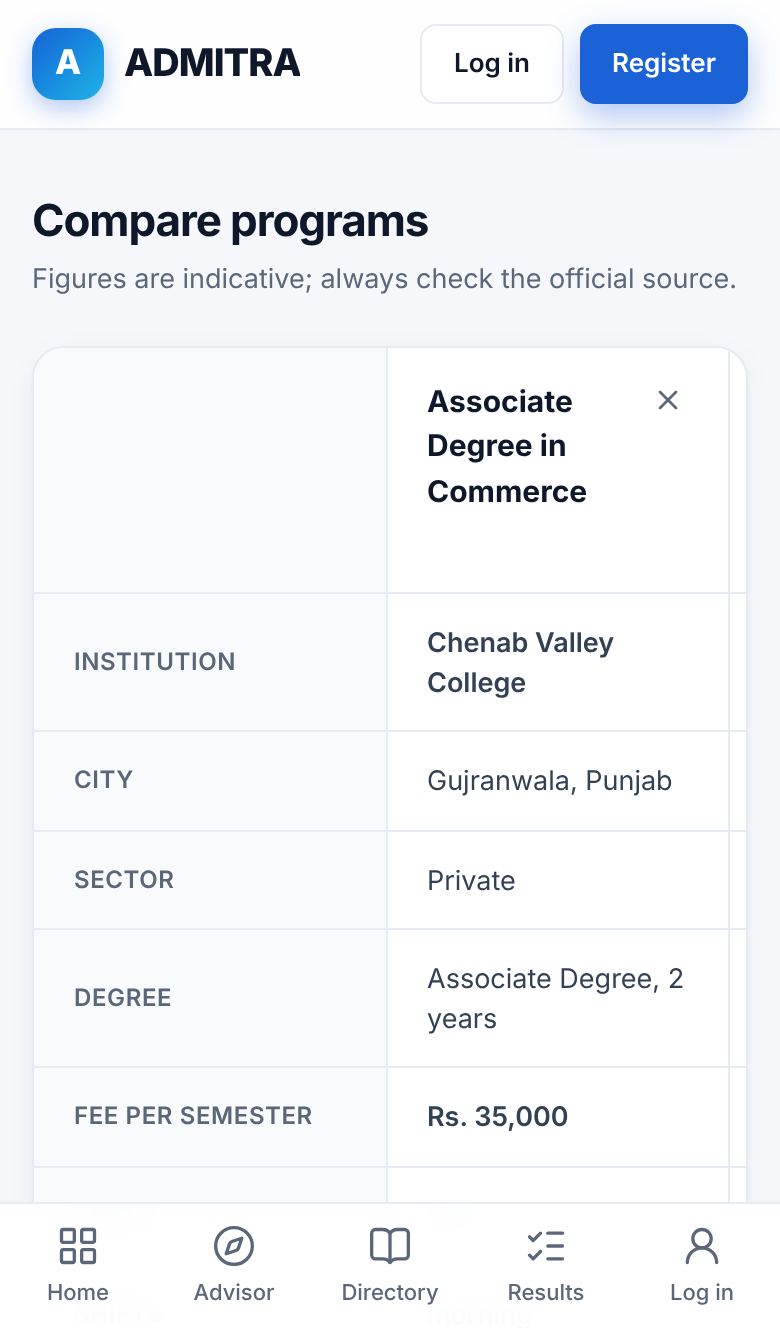 A ADMITRA Log in Register
Compare programs
Figures are indicative; always check the official source.
Associate
Degree in
Commerce
INSTITUTION
Chenab Valley
College
CITY
Gujranwala, Punjab
SECTOR
Private
DEGREE
Associate Degree, 2
years
FEE PER SEMESTER
Rs. 35,000
Home Advisor Directory Results Log in